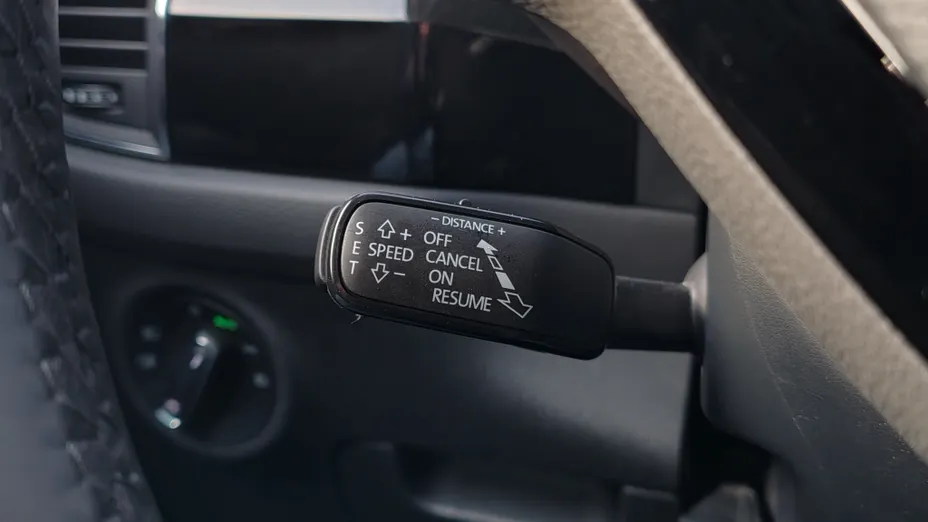 - DISTANCE +
S
E
T
+
SPEED
-
OFF
CANCEL
ON
RESUME